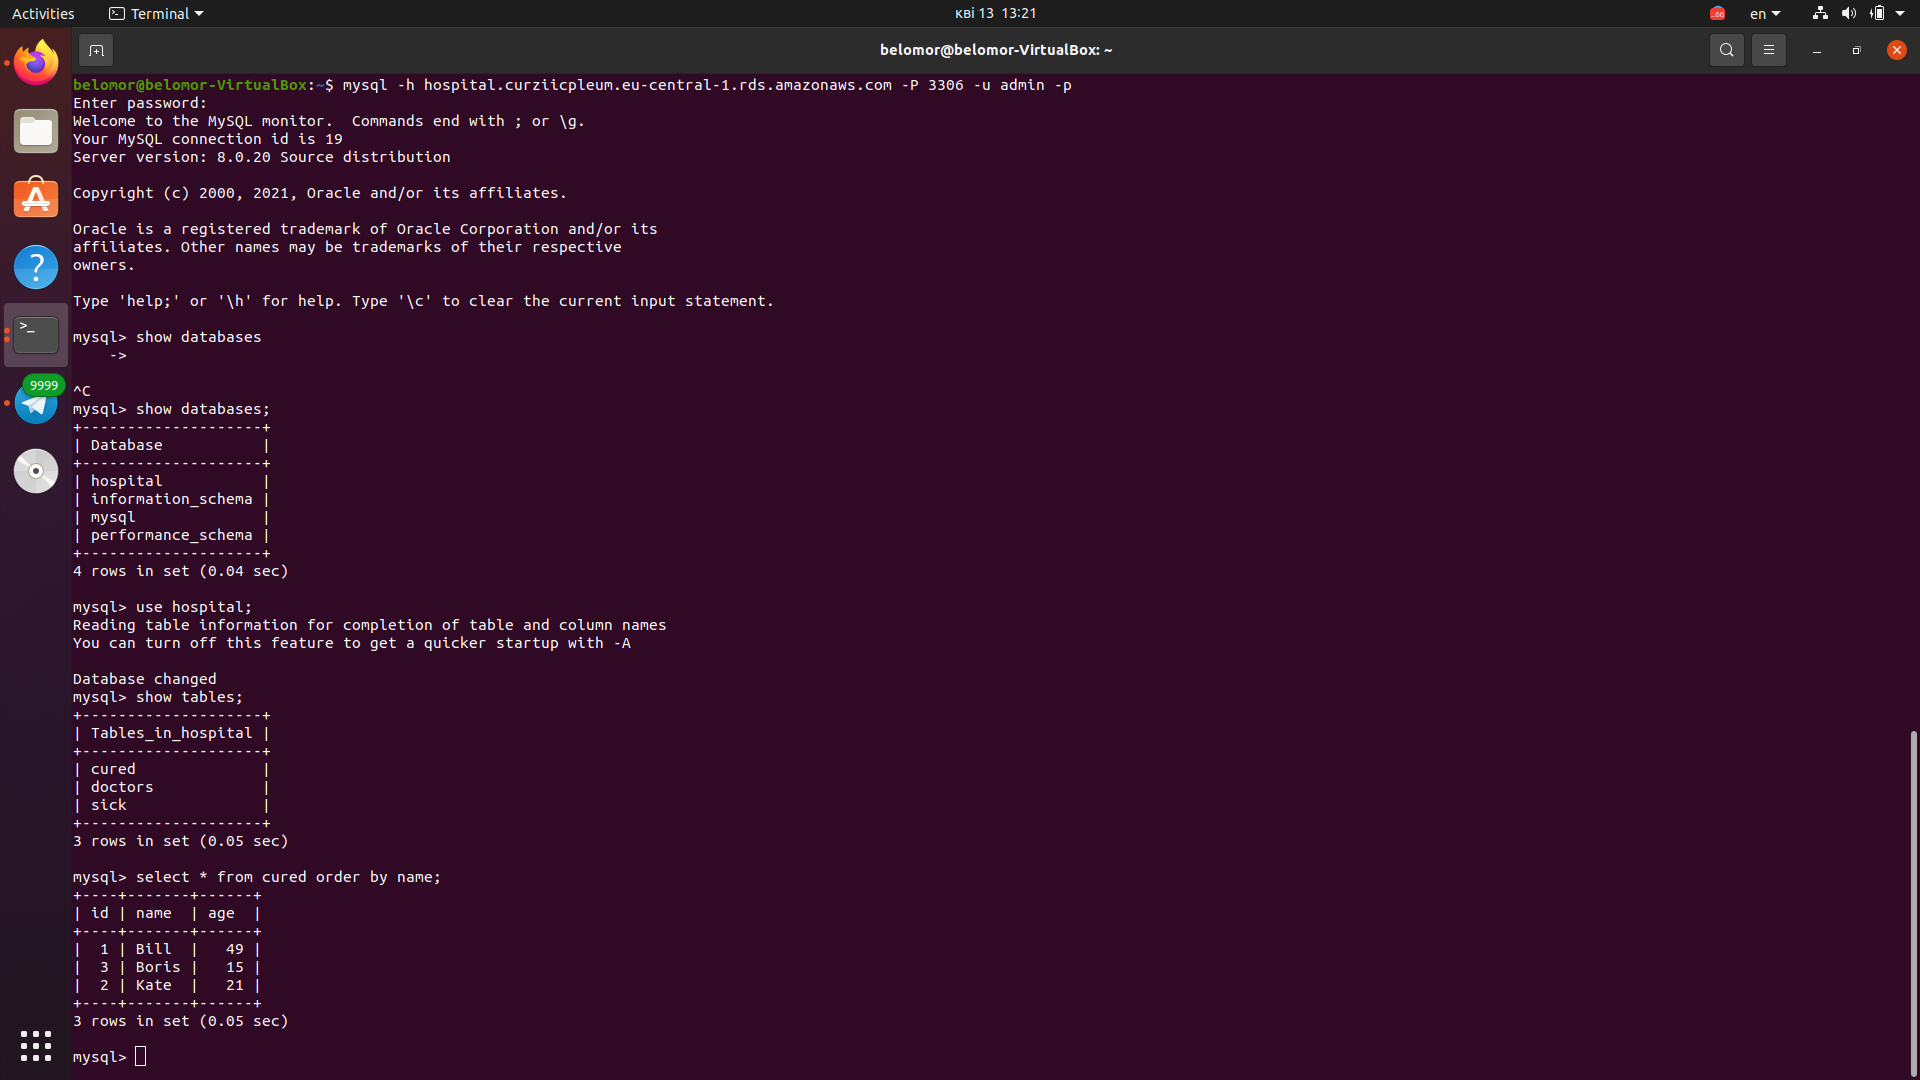 Activities
Terminal
кві 13 13:21
en
belomor@belomor-VirtualBox: ~
belomor@belomor-VirtualBox:~$ mysql -h hospital.curziicpleum.eu-central-1.rds.amazonaws.com -P 3306 -u admin -p
Enter password:
Welcome to the MySQL monitor.  Commands end with ; or \g.
Your MySQL connection id is 19
Server version: 8.0.20 Source distribution
Copyright (c) 2000, 2021, Oracle and/or its affiliates.
Oracle is a registered trademark of Oracle Corporation and/or its
affiliates. Other names may be trademarks of their respective
owners.
Type 'help;' or '\h' for help. Type '\c' to clear the current input statement.
mysql> show databases
    ->
^C
9999
mysql> show databases;
+--------------------+
| Database           |
+--------------------+
| hospital           |
| information_schema |
| mysql              |
| performance_schema |
+--------------------+
4 rows in set (0.04 sec)
mysql> use hospital;
Reading table information for completion of table and column names
You can turn off this feature to get a quicker startup with -A
Database changed
mysql> show tables;
+--------------------+
| Tables_in_hospital |
+--------------------+
| cured              |
| doctors            |
| sick               |
+--------------------+
3 rows in set (0.05 sec)
mysql> select * from cured order by name;
+----+-------+------+
| id | name  | age  |
+----+-------+------+
|  1 | Bill  |   49 |
|  3 | Boris |   15 |
|  2 | Kate  |   21 |
+----+-------+------+
3 rows in set (0.05 sec)
mysql>